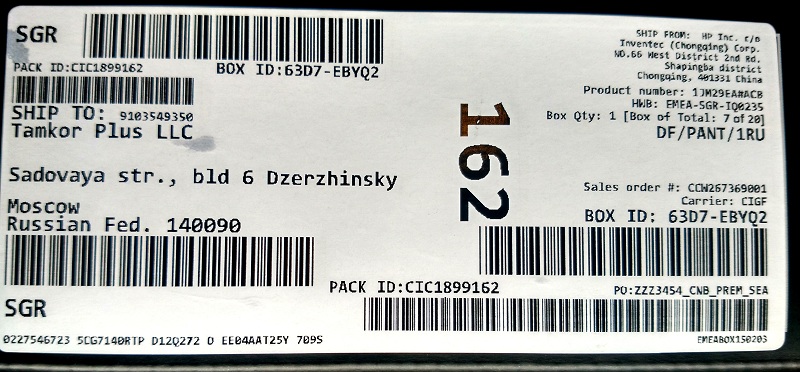 SGR
PACK ID:CIC1899162
BOX ID:63D7-EBYQ2
SHIP TO: 9103549350
Tamkor Plus LLC
Sadovaya str., bld 6 Dzerzhinsky
Moscow
Russian Fed. 140090
SGR
0227546723 5CG7140RTP D12Q272 D EE04AAT25Y 709S
162
SHIP FROM: HP Inc. c/o
Inventec (Chongqing) Corp.
NO.66 West District 2nd Rd.
Shapingba district
Chongqing, 401331 China
Product number: 1JM29EA#ACB
HWB: EMEA-SGR-IQ0235
Box Qty: 1 [Box of Total: 7 of 20]
DF/PANT/1RU
Sales order #: CCW267369001
Carrier: CIGF
BOX ID: 63D7-EBYQ2
PACK ID:CIC1899162
PO:ZZZ3454_CNB_PREM_SEA
EMEABOX150203